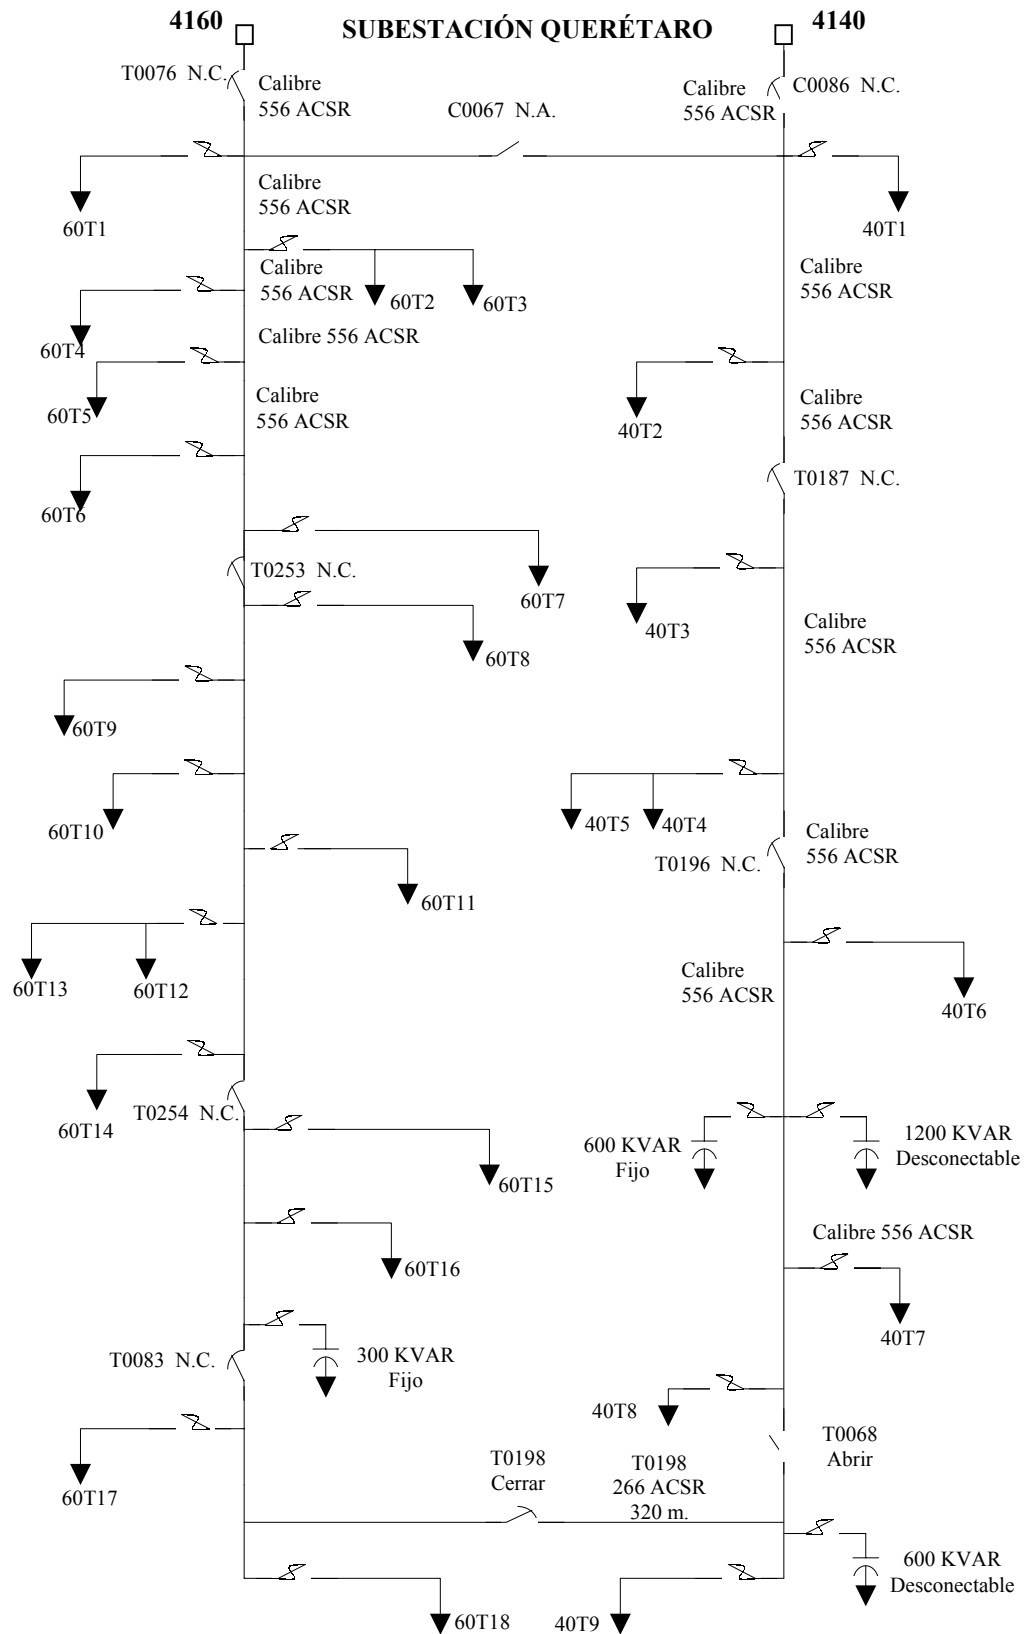 4160
SUBESTACIÓN QUERÉTARO
4140
T0076 N.C.
Calibre
556 ACSR
C0067 N.A.
Calibre
556 ACSR
C0086 N.C.
60T1
Calibre
556 ACSR
40T1
Calibre
556 ACSR
60T2
60T3
Calibre
556 ACSR
60T4
Calibre 556 ACSR
60T5
Calibre
556 ACSR
40T2
Calibre
556 ACSR
60T6
T0187 N.C.
T0253 N.C.
60T7
40T3
Calibre
556 ACSR
60T8
60T9
60T10
40T5
40T4
Calibre
556 ACSR
T0196 N.C.
60T11
60T13
60T12
Calibre
556 ACSR
40T6
60T14
T0254 N.C.
600 KVAR
Fijo
1200 KVAR
Desconectable
60T15
Calibre 556 ACSR
60T16
40T7
T0083 N.C.
300 KVAR
Fijo
40T8
T0068
Abrir
60T17
T0198
Cerrar
T0198
266 ACSR
320 m.
600 KVAR
Desconectable
60T18
40T9